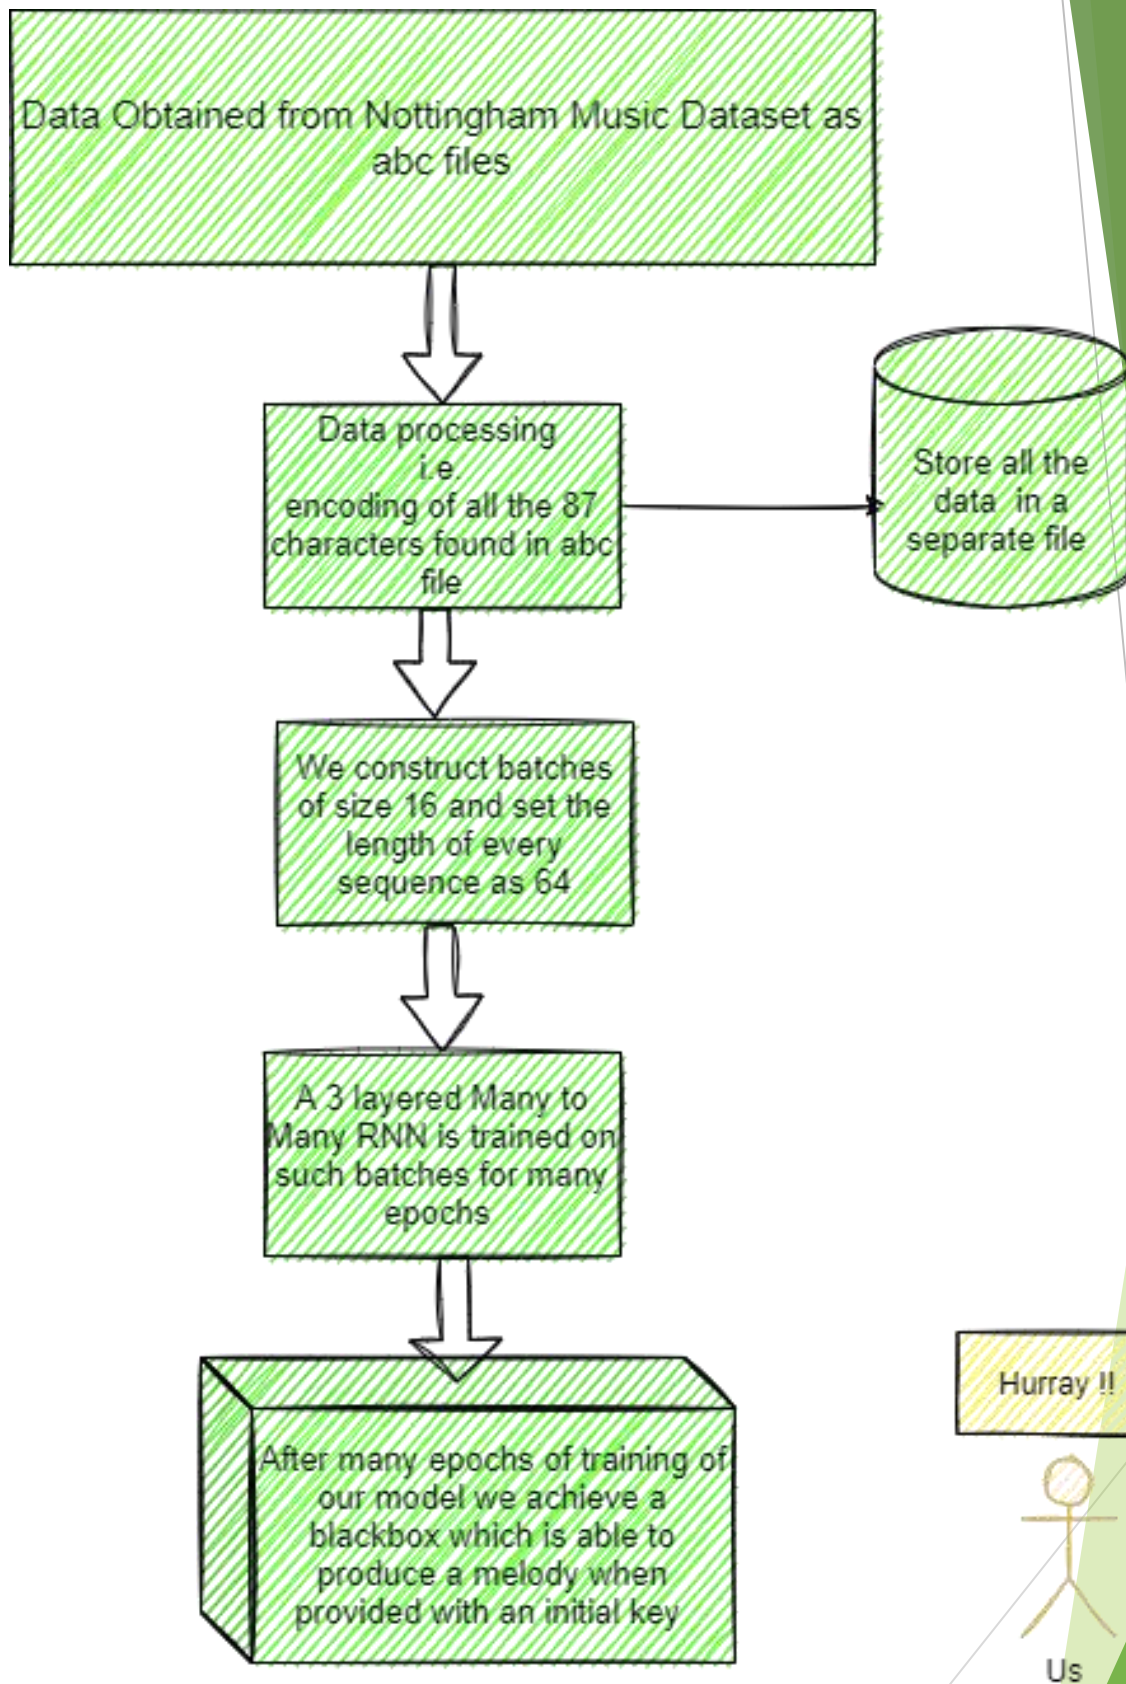 Data Obtained from Nottingham Music Dataset as
abc files
Data processing
i.e.
encoding of all the 87
characters found in abc
file
Store all the
data in a
separate file
We construct batches
of size 16 and set the
length of every
sequence as 64
A 3 layered Many to
Many RNN is trained on
such batches for many
epochs
After many epochs of training of
our model we achieve a
blackbox which is able to
produce a melody when
provided with an initial key
Hurray !!
Us